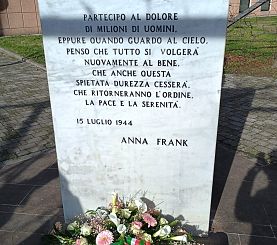 PARTECIPO AL DOLORE
DI MILIONI DI UOMINI.
EPPURE QUANDO GUARDO AL CIELO,
PENSO CHE TUTTO SI VOLGERÀ
NUOVAMENTE AL BENE.
CHE ANCHE QUESTA
SPIETATA DUREZZA CESSERÀ.
CHE RITORNERANNO L'ORDINE.
LA PACE E LA SERENITÀ.
15 LUGLIO 1944
ANNA FRANK